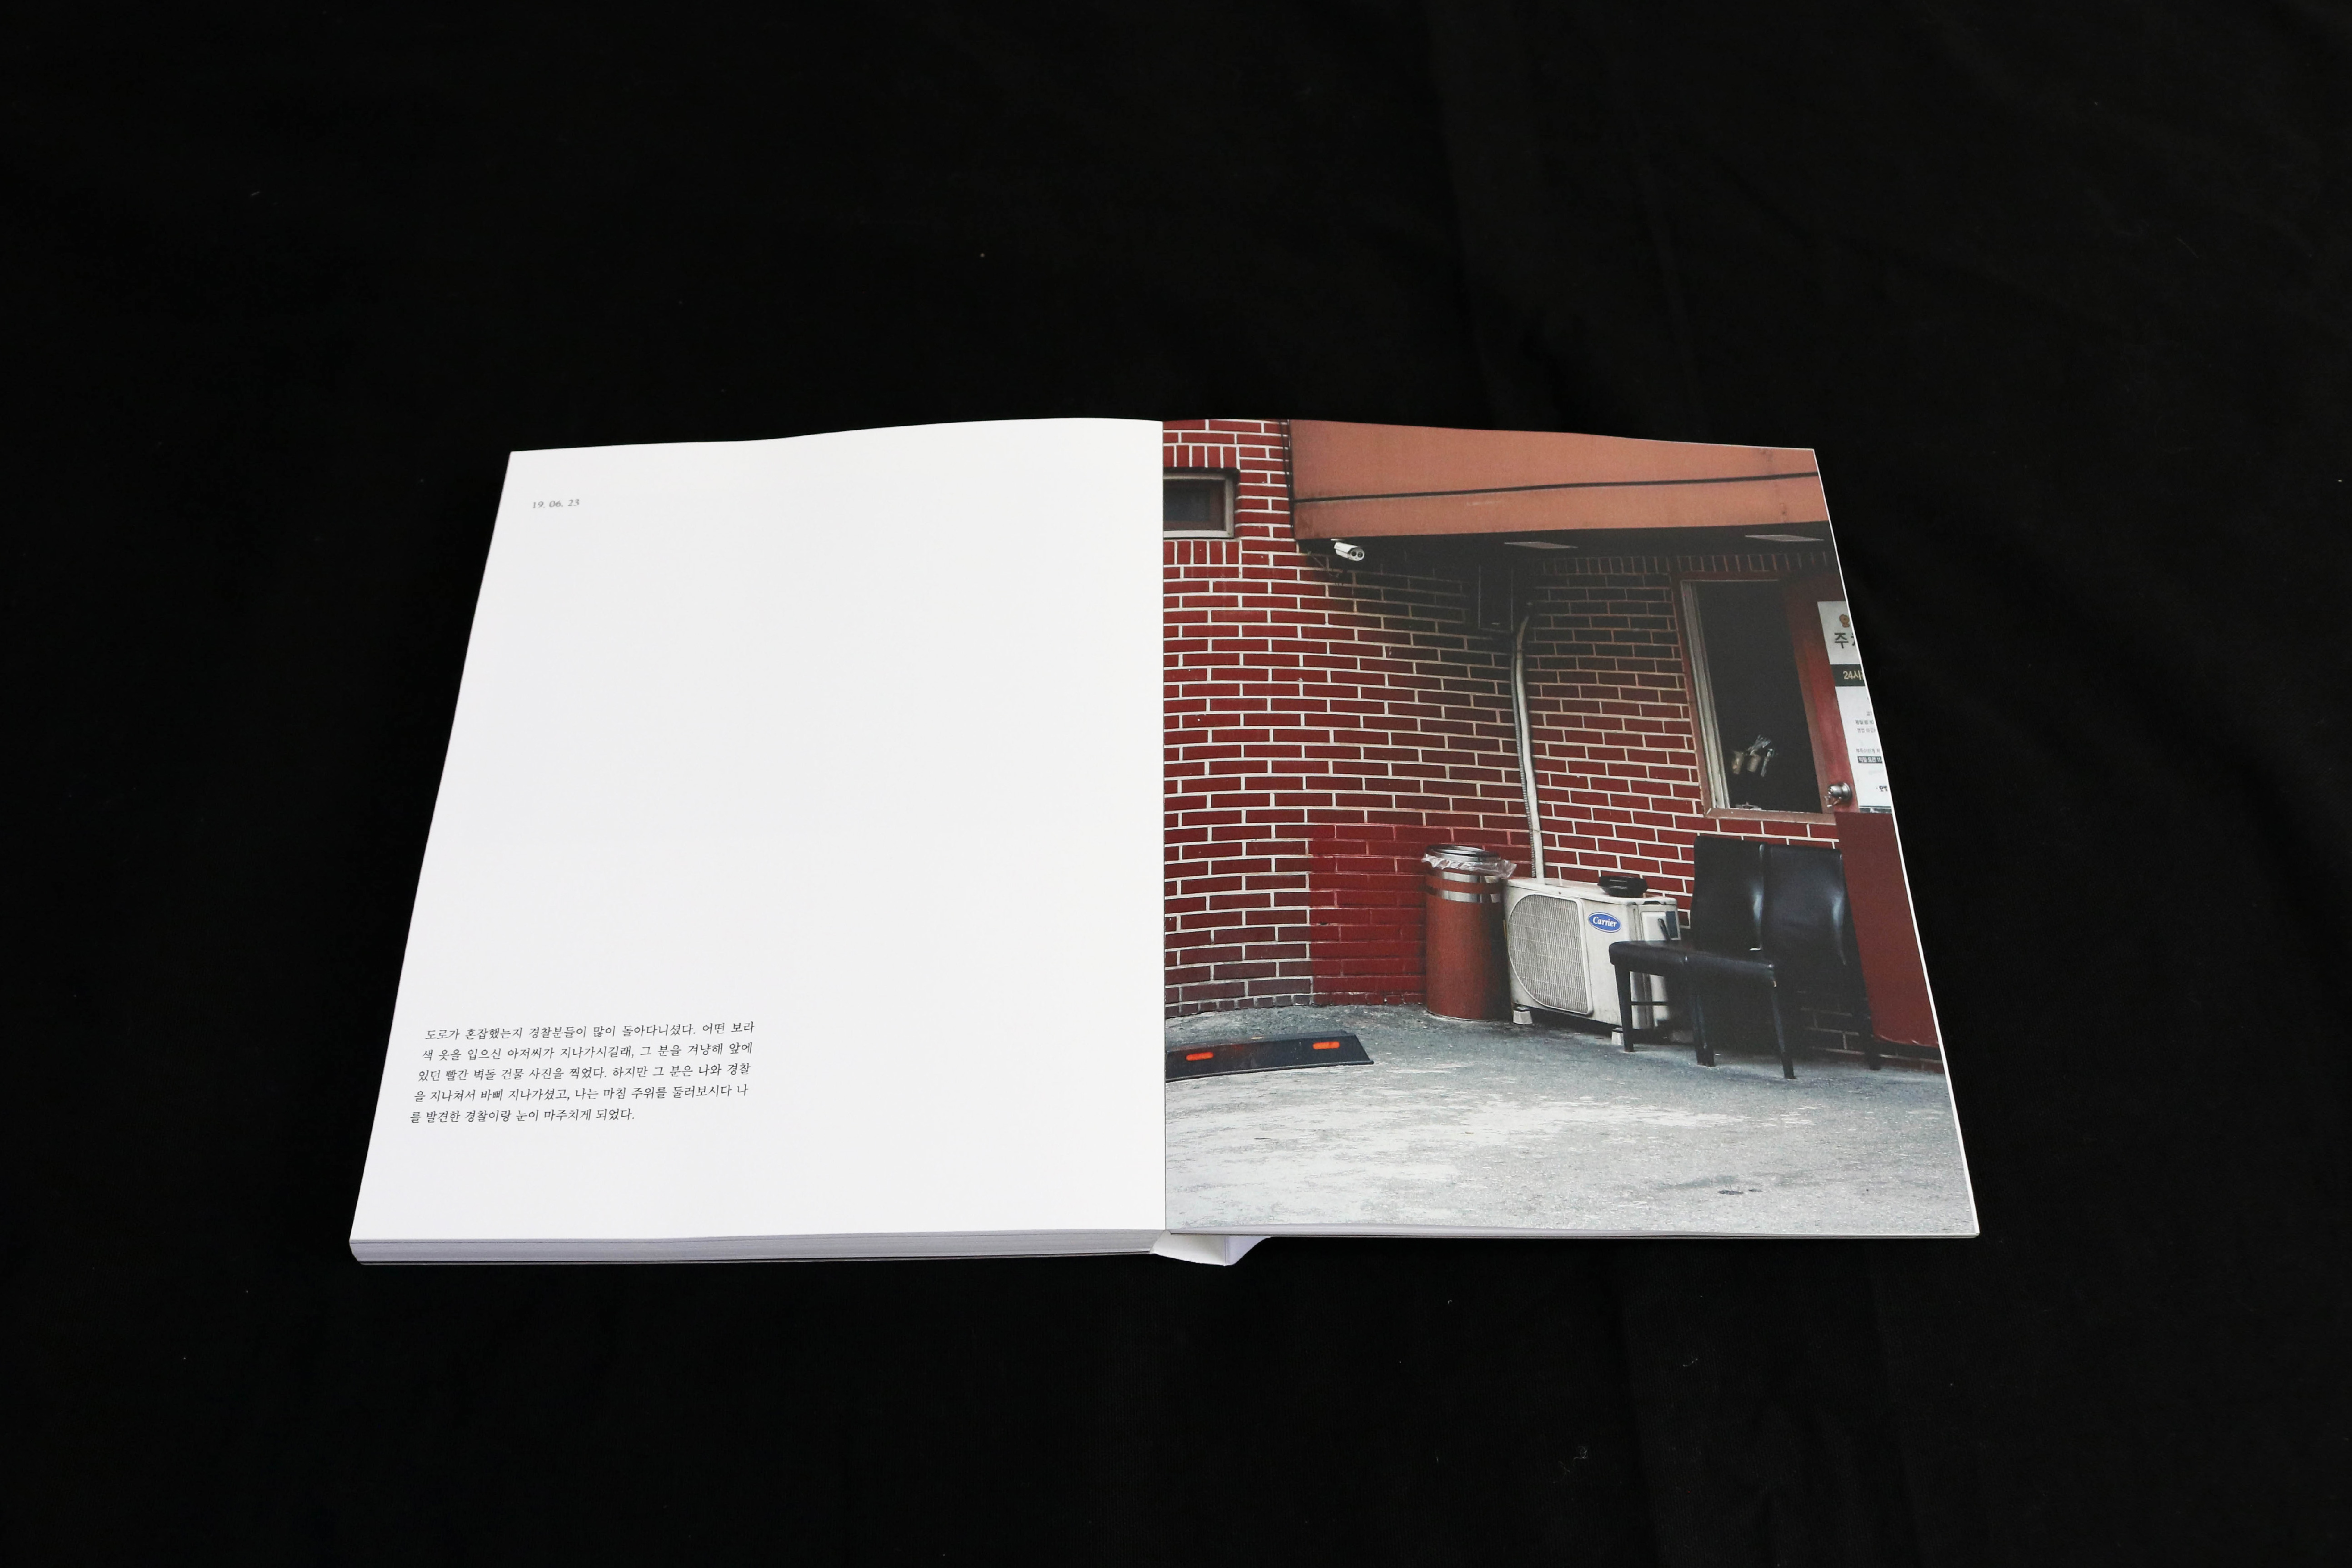 19. 06. 23
도로가 혼잡했는지 경찰분들이 많이 돌아다니셨다. 어떤 보라
색 옷을 입으신 아저씨가 지나가시길래, 그 분을 겨냥해 앞에
있던 빨간 벽돌 건물 사진을 찍었다. 하지만 그 분은 나와 경찰
을 지나쳐서 바삐 지나가셨고, 나는 마침 주위를 둘러보시다 나
를 발견한 경찰이랑 눈이 마주치게 되었다.
주
24시
Carrier